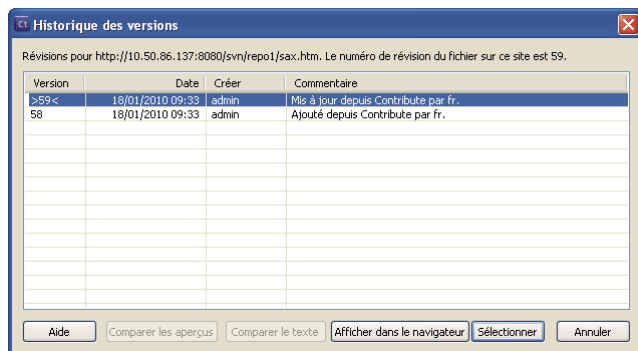 Ct Historique des versions
Révisions pour http://10.50.86.137:8080/svn/repo1/sax.htm. Le numéro de révision du fichier sur ce site est 59.
Version Date Créer Commentaire
>59< 18/01/2010 09:33 admin Mis à jour depuis Contribute par fr.
58 18/01/2010 09:33 admin Ajouté depuis Contribute par fr.
Aide Comparer les aperçus Comparer le texte Afficher dans le navigateur Sélectionner Annuler